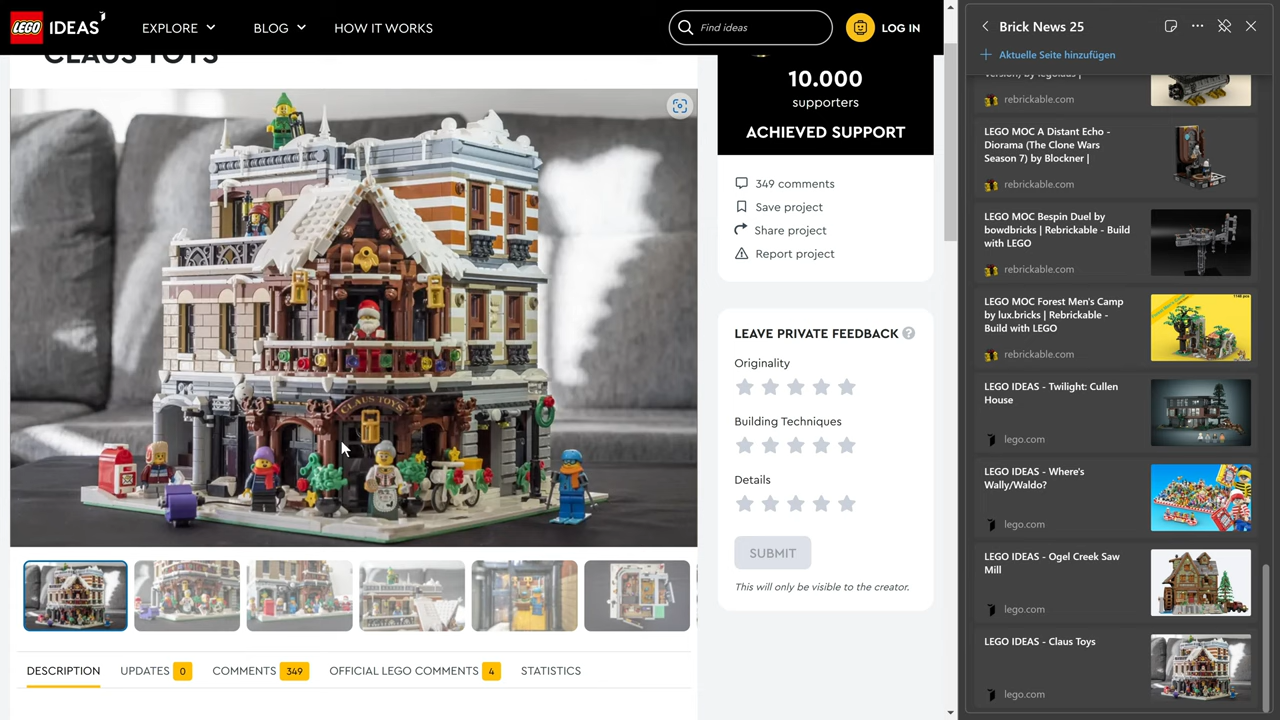 LEGO IDEAS
EXPLORE
BLOG
HOW IT WORKS
Find ideas
LOG IN
CLAUS TOYS
CLAUS TOYS
10.000
supporters
ACHIEVED SUPPORT
349 comments
Save project
Share project
Report project
LEAVE PRIVATE FEEDBACK ?
Originality
Building Techniques
Details
SUBMIT
This will only be visible to the creator.
DESCRIPTION
UPDATES 0
COMMENTS 349
OFFICIAL LEGO COMMENTS 4
STATISTICS
Brick News 25
Aktuelle Seite hinzufügen
rebrickable.com
LEGO MOC A Distant Echo -
Diorama (The Clone Wars
Season 7) by Blockner |
rebrickable.com
LEGO MOC Bespin Duel by
bowdbricks | Rebrickable - Build
with LEGO
rebrickable.com
LEGO MOC Forest Men's Camp
by lux.bricks | Rebrickable -
Build with LEGO
rebrickable.com
LEGO IDEAS - Twilight: Cullen
House
lego.com
LEGO IDEAS - Where's
Wally/Waldo?
lego.com
LEGO IDEAS - Ogel Creek Saw
Mill
lego.com
LEGO IDEAS - Claus Toys
lego.com